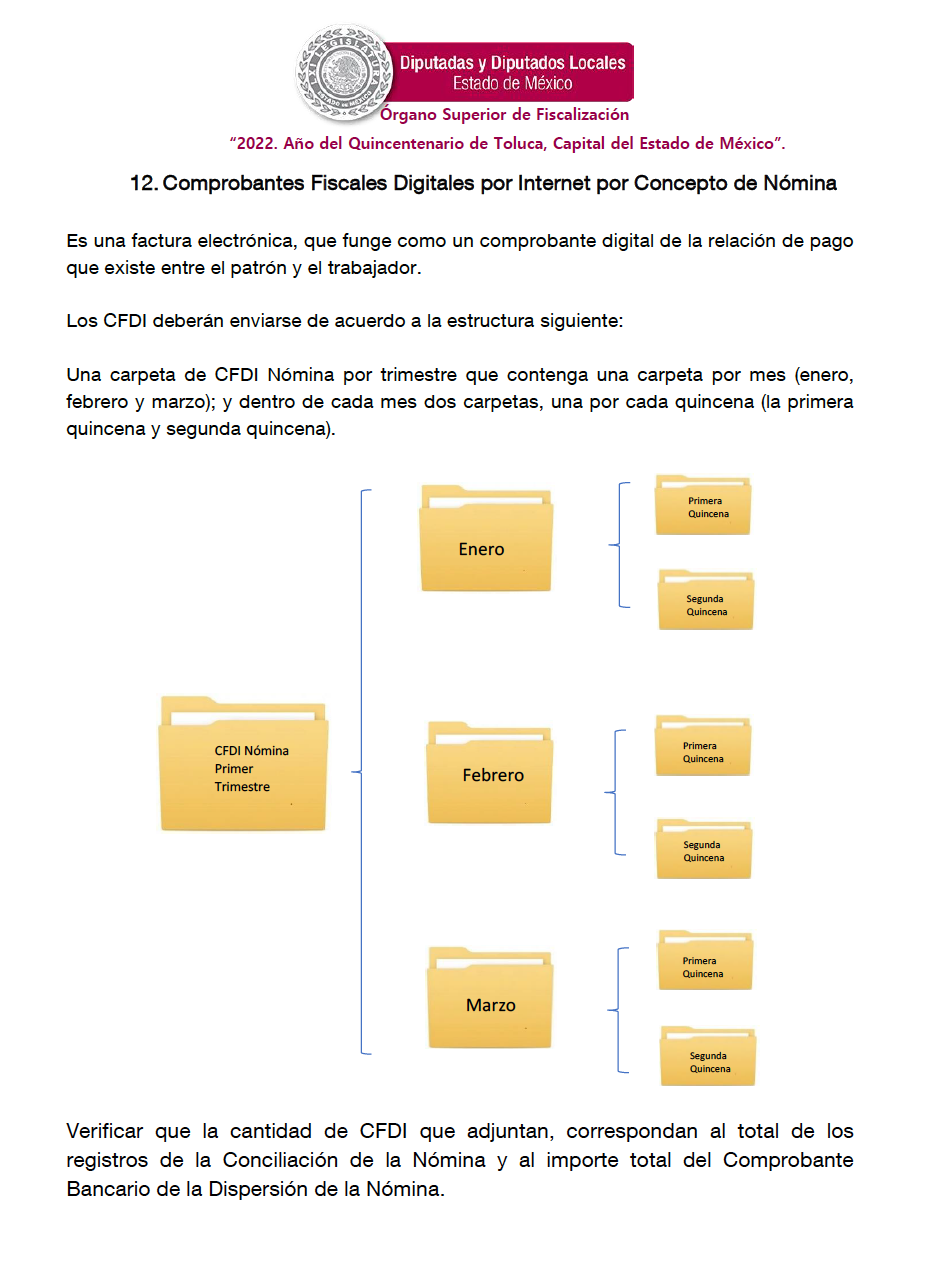 LXI LEGISLATURA
ESTADO DE MÉXICO
Diputadas y Diputados Locales
Estado de México
Órgano Superior de Fiscalización
“2022. Año del Quincentenario de Toluca, Capital del Estado de México”.
12. Comprobantes Fiscales Digitales por Internet por Concepto de Nómina
Es una factura electrónica, que funge como un comprobante digital de la relación de pago
que existe entre el patrón y el trabajador.
Los CFDI deberán enviarse de acuerdo a la estructura siguiente:
Una carpeta de CFDI Nómina por trimestre que contenga una carpeta por mes (enero,
febrero y marzo); y dentro de cada mes dos carpetas, una por cada quincena (la primera
quincena y segunda quincena).
CFDI Nómina
Primer
Trimestre
Enero
Primera
Quincena
Segunda
Quincena
Febrero
Primera
Quincena
Segunda
Quincena
Marzo
Primera
Quincena
Segunda
Quincena
Verificar que la cantidad de CFDI que adjuntan, correspondan al total de los
registros de la Conciliación de la Nómina y al importe total del Comprobante
Bancario de la Dispersión de la Nómina.